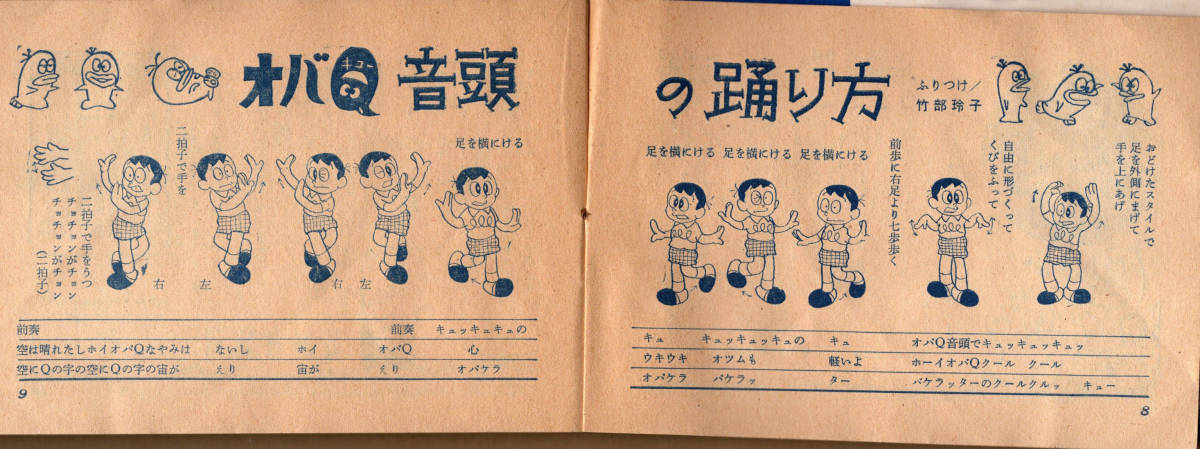 オバQ音頭
キュー
の踊り方
ふりつけ/
竹部玲子
二拍子で手を
二拍子で手をうつ
チョチョンがチョン
チョチョンがチョン
(二拍子)
右
左
右
左
足を横にける
足を横にける
足を横にける
足を横にける
前歩に右足より七歩歩く
自由に形づくって
くびをふって
おどけたスタイルで
足を外側にまげて
手を上にあげ
前奏 前奏 キュッキュキュの
空は晴れたしホイオバQなやみは ないし ホイ オバQ 心
空にQの字の空にQの字の宙が えり 宙が えり オバケラ
9
キュ キュッキュッの キュ オバQ音頭でキュッキュッキュッ
ウキウキ オツムも 軽いよ ホーイオバQクール クール
オバケラ バケラッ ター バケラッターのクールクルッ キュー
8